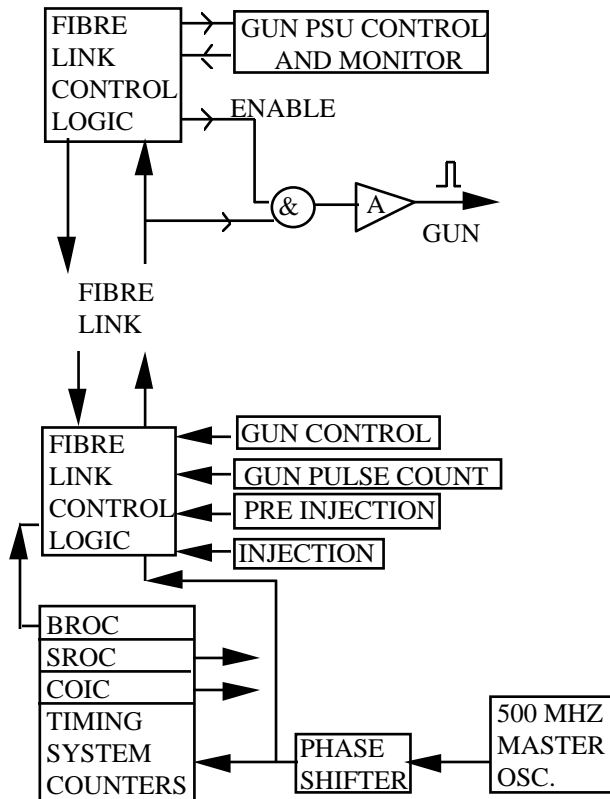 FIBRE
LINK
CONTROL
LOGIC
GUN PSU CONTROL
AND MONITOR
ENABLE
&
A
GUN
FIBRE
LINK
FIBRE
LINK
CONTROL
LOGIC
GUN CONTROL
GUN PULSE COUNT
PRE INJECTION
INJECTION
BROC
SROC
COIC
TIMING
SYSTEM
COUNTERS
PHASE
SHIFTER
500 MHZ
MASTER
OSC.